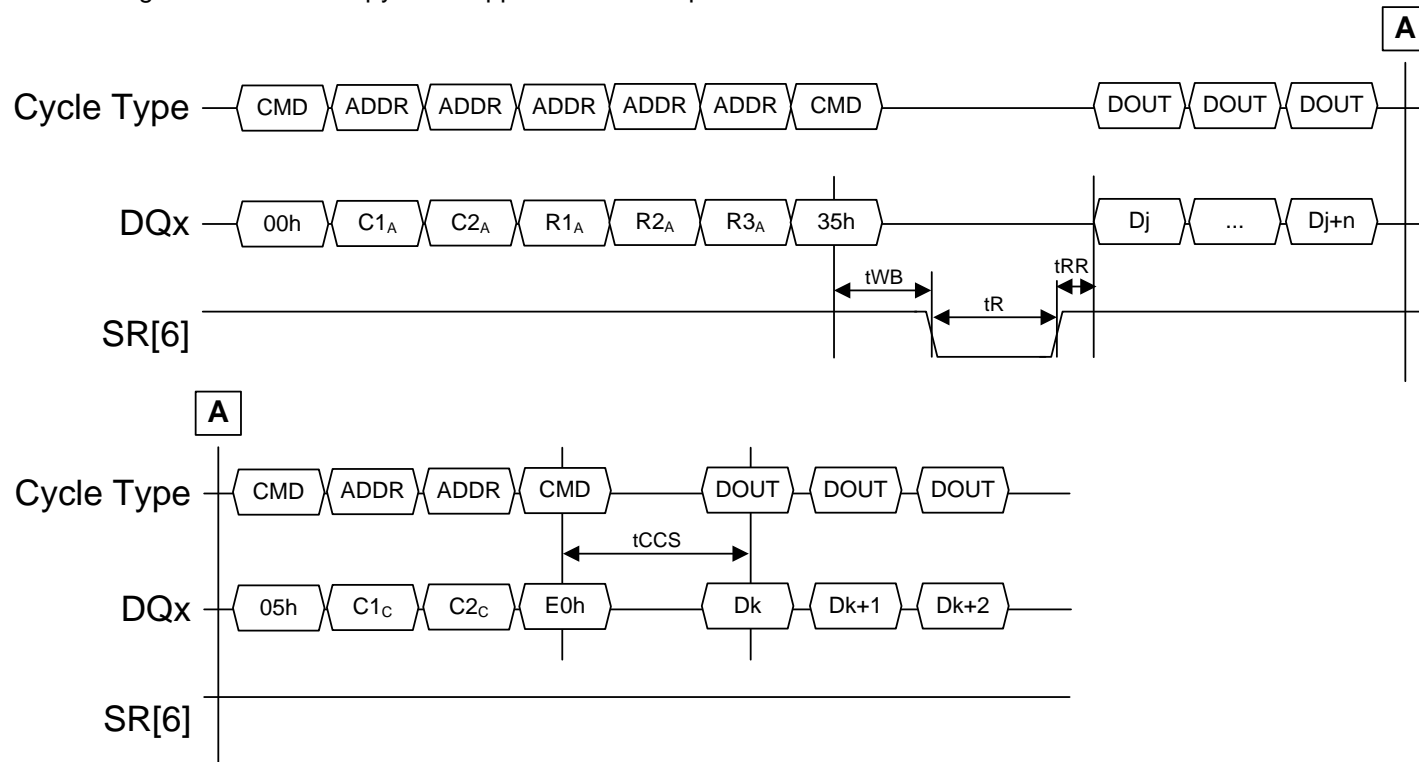 A
Cycle Type CMD ADDR ADDR ADDR ADDR ADDR CMD DOUT DOUT DOUT
DQx 00h C1A C2A R1A R2A R3A 35h Dj ... Dj+n
tWB tR tRR
SR[6]
A
Cycle Type CMD ADDR ADDR CMD DOUT DOUT DOUT
tCCS
DQx 05h C1C C2C E0h Dk Dk+1 Dk+2
SR[6]